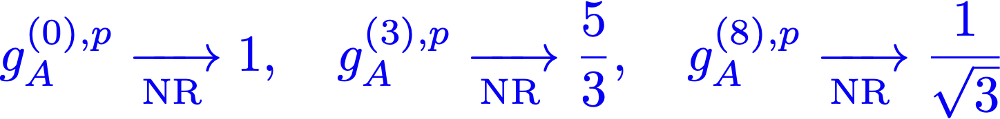 $g_A^{(0),p} \xrightarrow[\text{NR}]{} 1, \quad g_A^{(3),p} \xrightarrow[\text{NR}]{} \frac{5}{3}, \quad g_A^{(8),p} \xrightarrow[\text{NR}]{} \frac{1}{\sqrt{3}}$